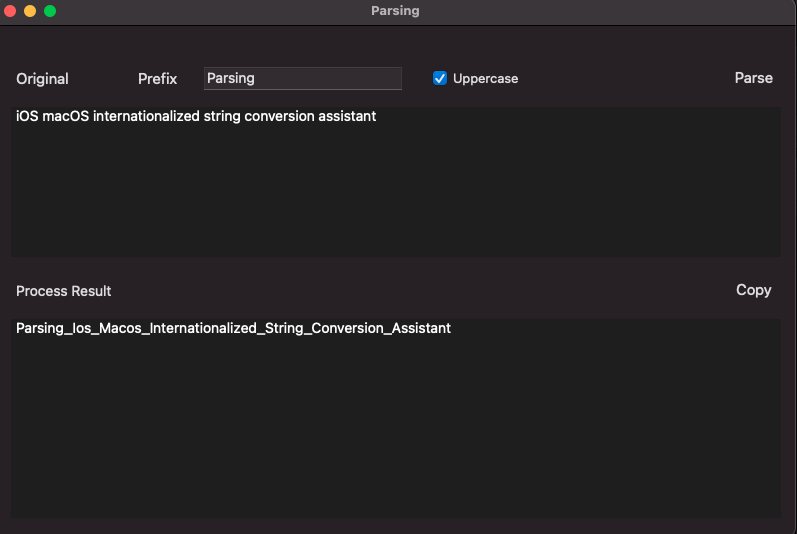 Parsing
Original Prefix Parsing Uppercase Parse
iOS macOS internationalized string conversion assistant
Process Result Copy
Parsing_Ios_Macos_Internationalized_String_Conversion_Assistant